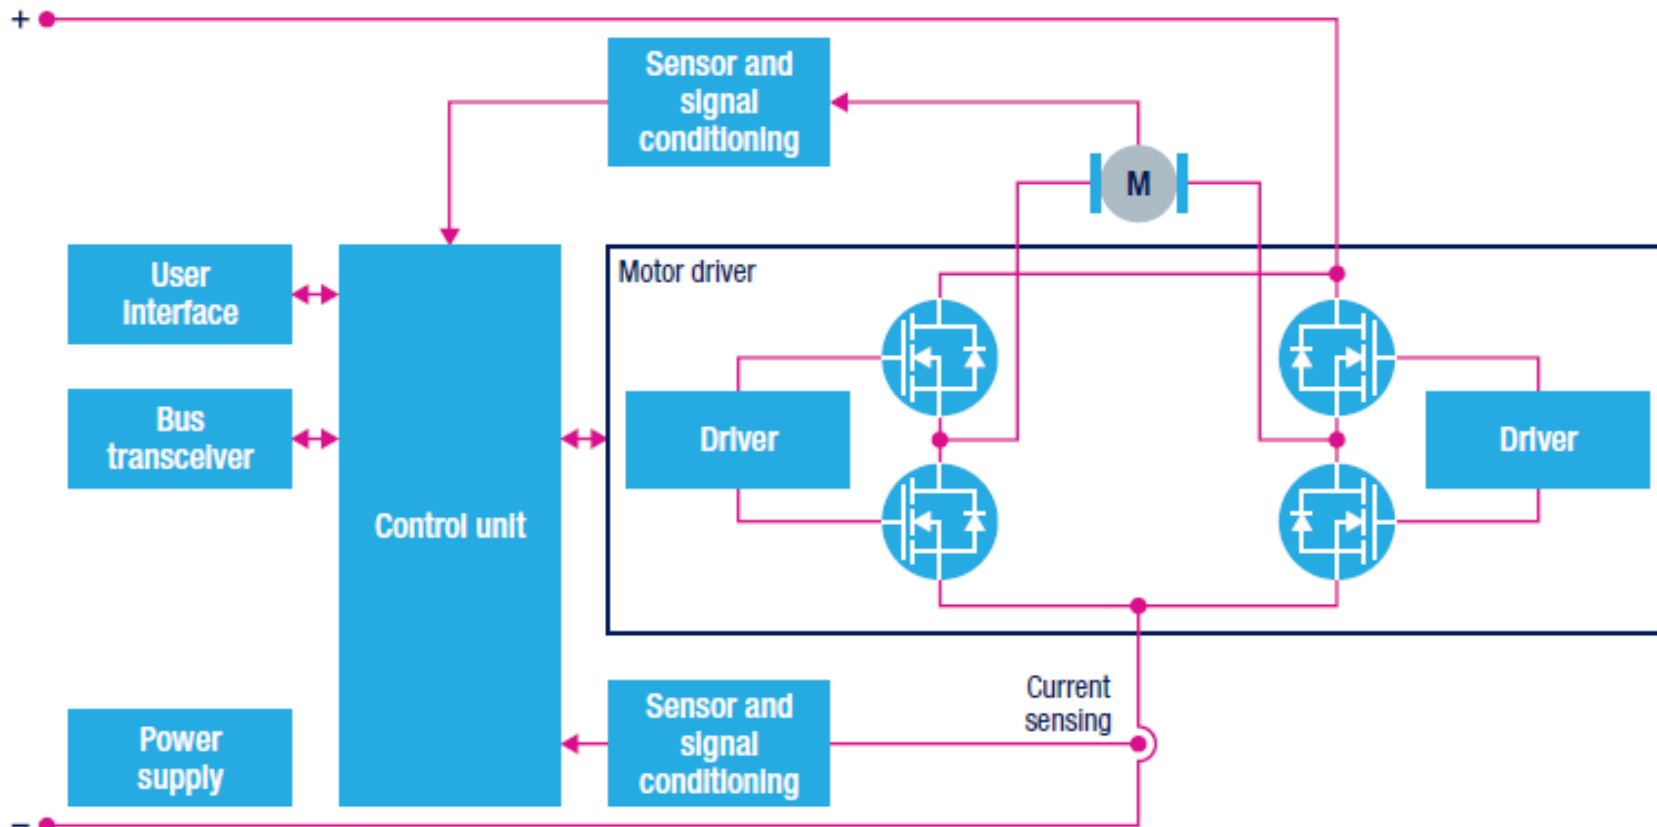 +
Sensor and
signal
conditioning
M
User
Interface
Motor driver
Bus
transceiver
Driver
Driver
Control unit
Current
sensing
Sensor and
signal
conditioning
Power
supply
−